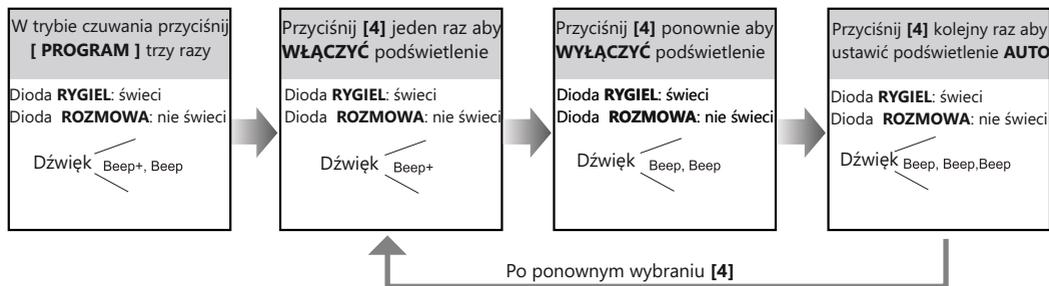 W trybie czuwania przyciśnij
[ PROGRAM ] trzy razy
Dioda RYGIEL: świeci
Dioda ROZMOWA: nie świeci
Dźwięk Beep+, Beep
Przyciśnij [4] jeden raz aby
WŁĄCZYĆ podświetlenie
Dioda RYGIEL: świeci
Dioda ROZMOWA: nie świeci
Dźwięk Beep+
Przyciśnij [4] ponownie aby
WYŁĄCZYĆ podświetlenie
Dioda RYGIEL: świeci
Dioda ROZMOWA: nie świeci
Dźwięk Beep, Beep
Przyciśnij [4] kolejny raz aby
ustawić podświetlenie AUTO
Dioda RYGIEL: świeci
Dioda ROZMOWA: nie świeci
Dźwięk Beep, Beep,Beep
Po ponownym wybraniu [4]